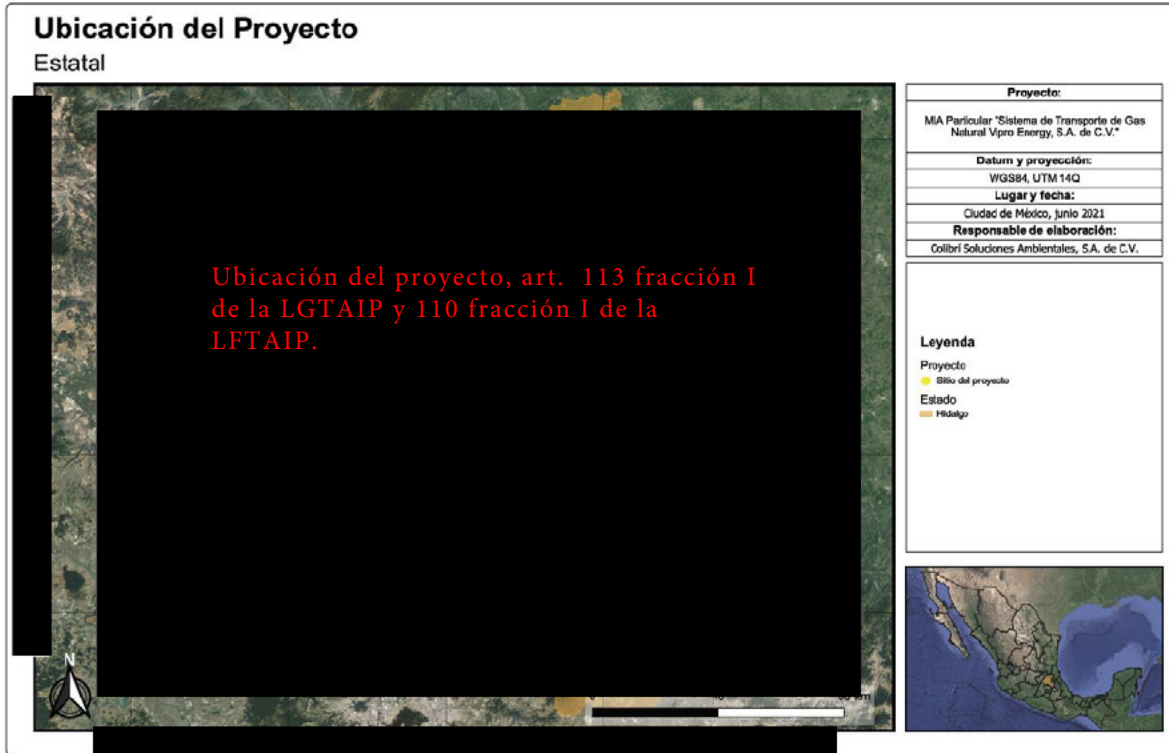 Ubicación del Proyecto
Estatal
Ubicación del proyecto, art. 113 fracción I
de la LGTAIP y 110 fracción I de la
LFTAIP.
N
km
Proyecto:
MIA Particular "Sistema de Transporte de Gas
Natural Vipro Energy, S.A. de C.V."
Datum y proyección:
WGS84, UTM 14Q
Lugar y fecha:
Ciudad de México, junio 2021
Responsable de elaboración:
Colibrí Soluciones Ambientales, S.A. de C.V.
Leyenda
Proyecto
Sitio del proyecto
Estado
Hidalgo